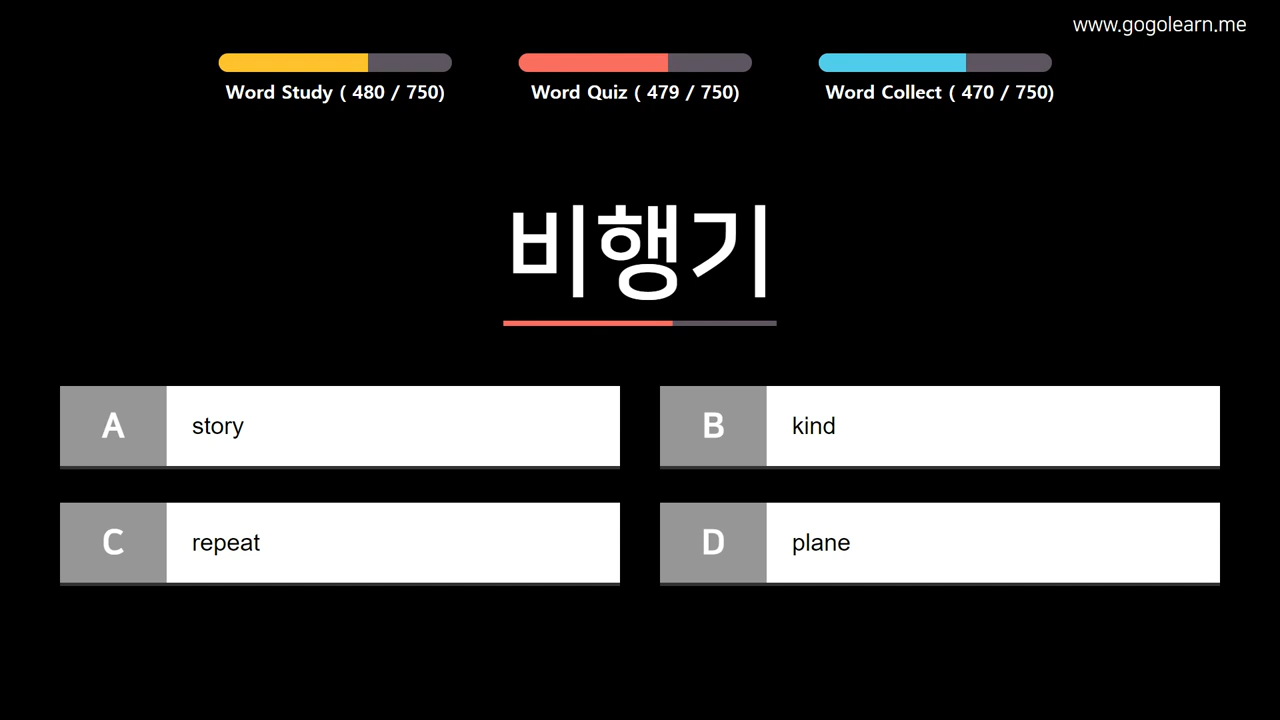 www.gogolearn.me
Word Study ( 480 / 750)
Word Quiz ( 479 / 750)
Word Collect ( 470 / 750)
비행기
A story
B kind
C repeat
D plane